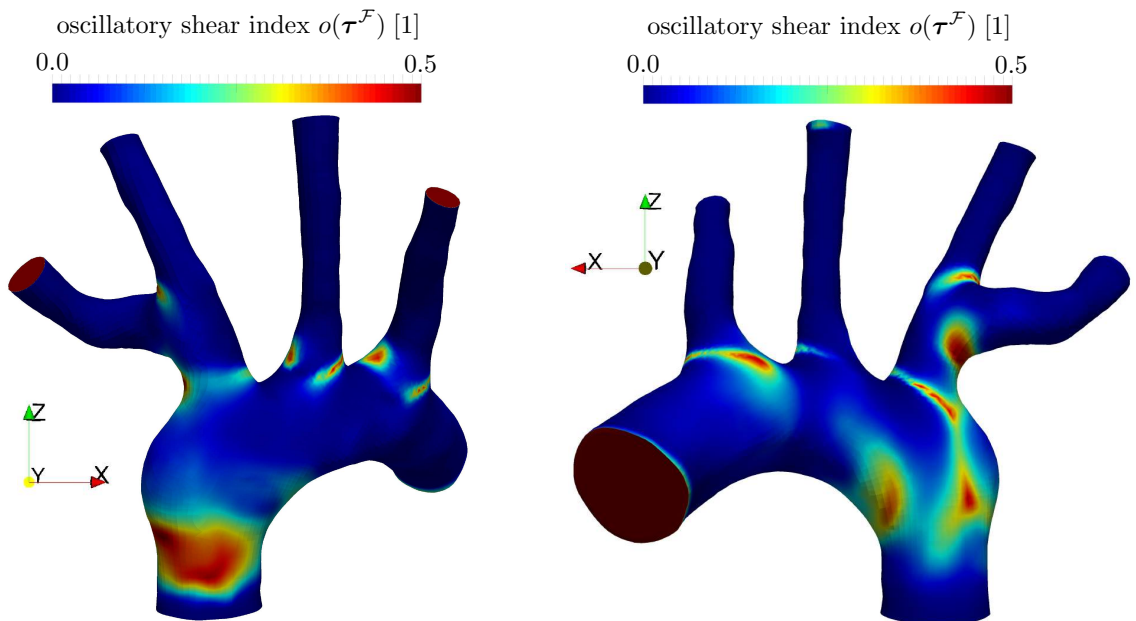 oscillatory shear index o(τ^ℱ) [1]
0.0 0.5
Z
Y X
oscillatory shear index o(τ^ℱ) [1]
0.0 0.5
Z
X Y